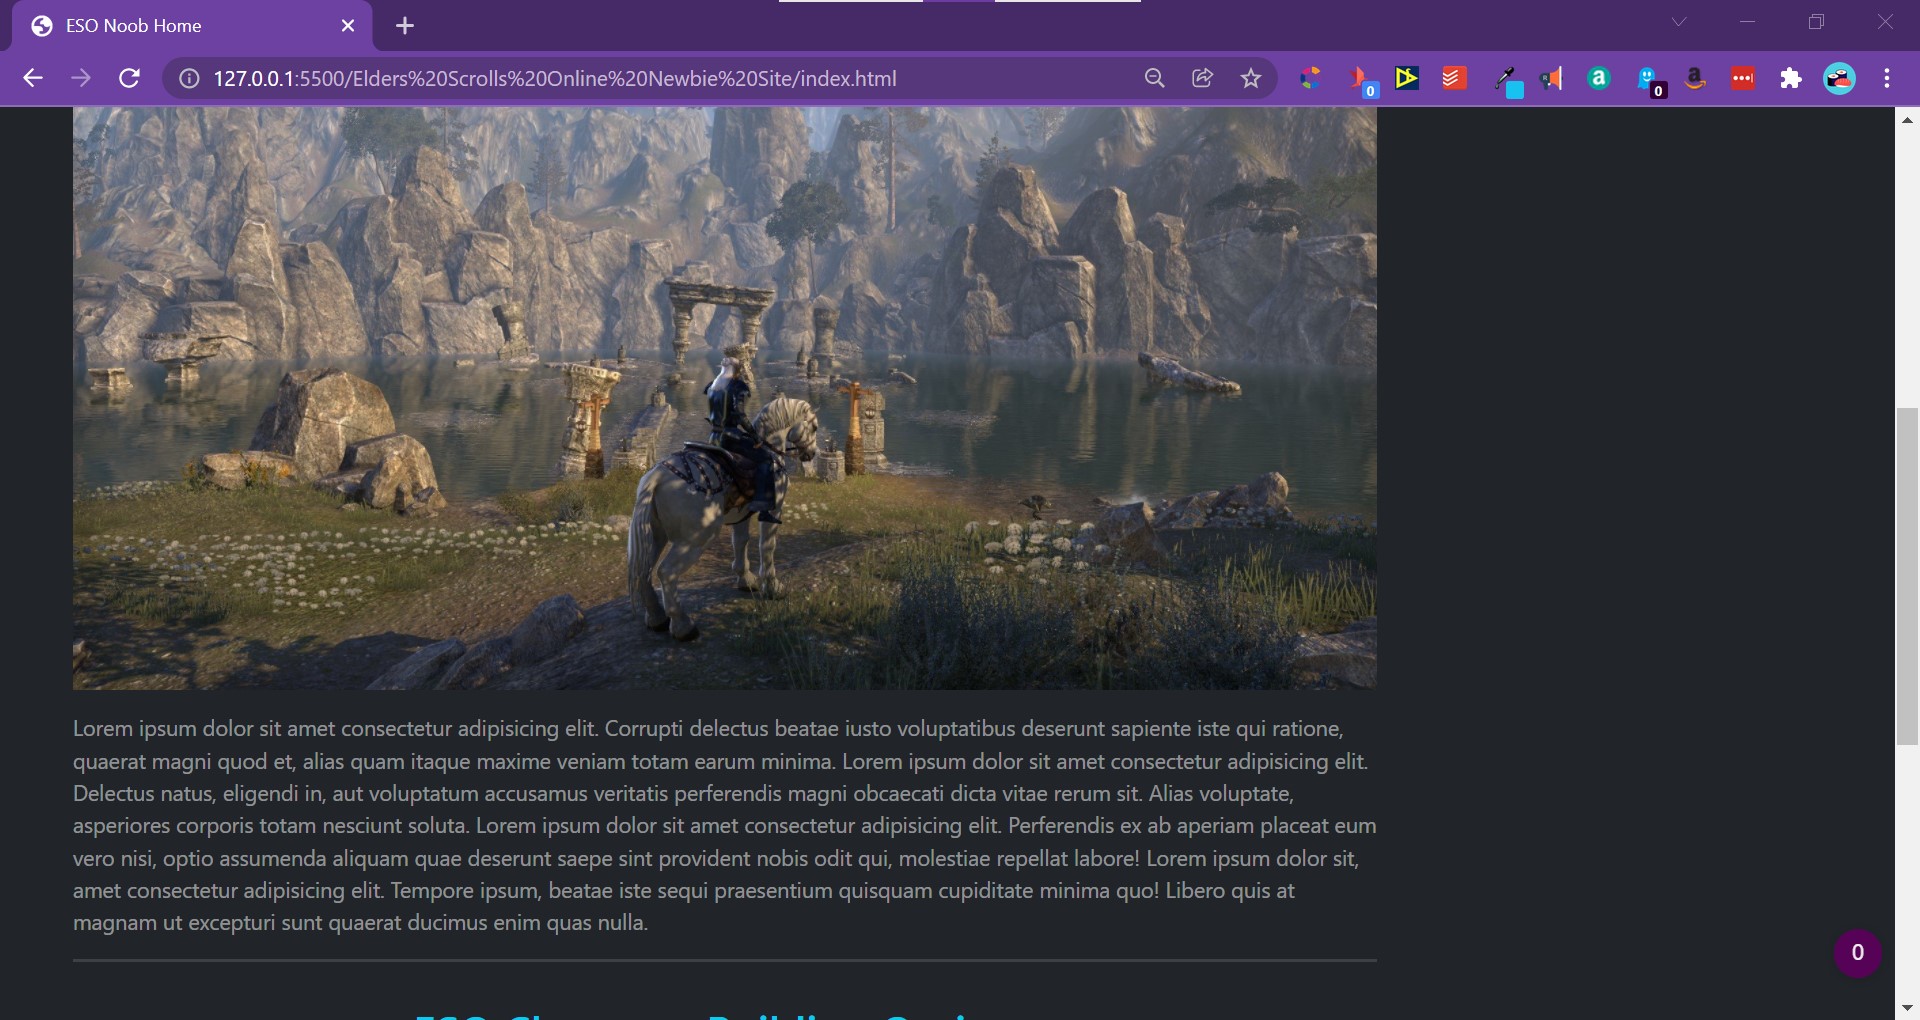 ESO Noob Home
127.0.0.1:5500/Elders%20Scrolls%20Online%20Newbie%20Site/index.html
0
0
Lorem ipsum dolor sit amet consectetur adipisicing elit. Corrupti delectus beatae iusto voluptatibus deserunt sapiente iste qui ratione,
quaerat magni quod et, alias quam itaque maxime veniam totam earum minima. Lorem ipsum dolor sit amet consectetur adipisicing elit.
Delectus natus, eligendi in, aut voluptatum accusamus veritatis perferendis magni obcaecati dicta vitae rerum sit. Alias voluptate,
asperiores corporis totam nesciunt soluta. Lorem ipsum dolor sit amet consectetur adipisicing elit. Perferendis ex ab aperiam placeat eum
vero nisi, optio assumenda aliquam quae deserunt saepe sint provident nobis odit qui, molestiae repellat labore! Lorem ipsum dolor sit,
amet consectetur adipisicing elit. Tempore ipsum, beatae iste sequi praesentium quisquam cupiditate minima quo! Libero quis at
magnam ut excepturi sunt quaerat ducimus enim quas nulla.
0